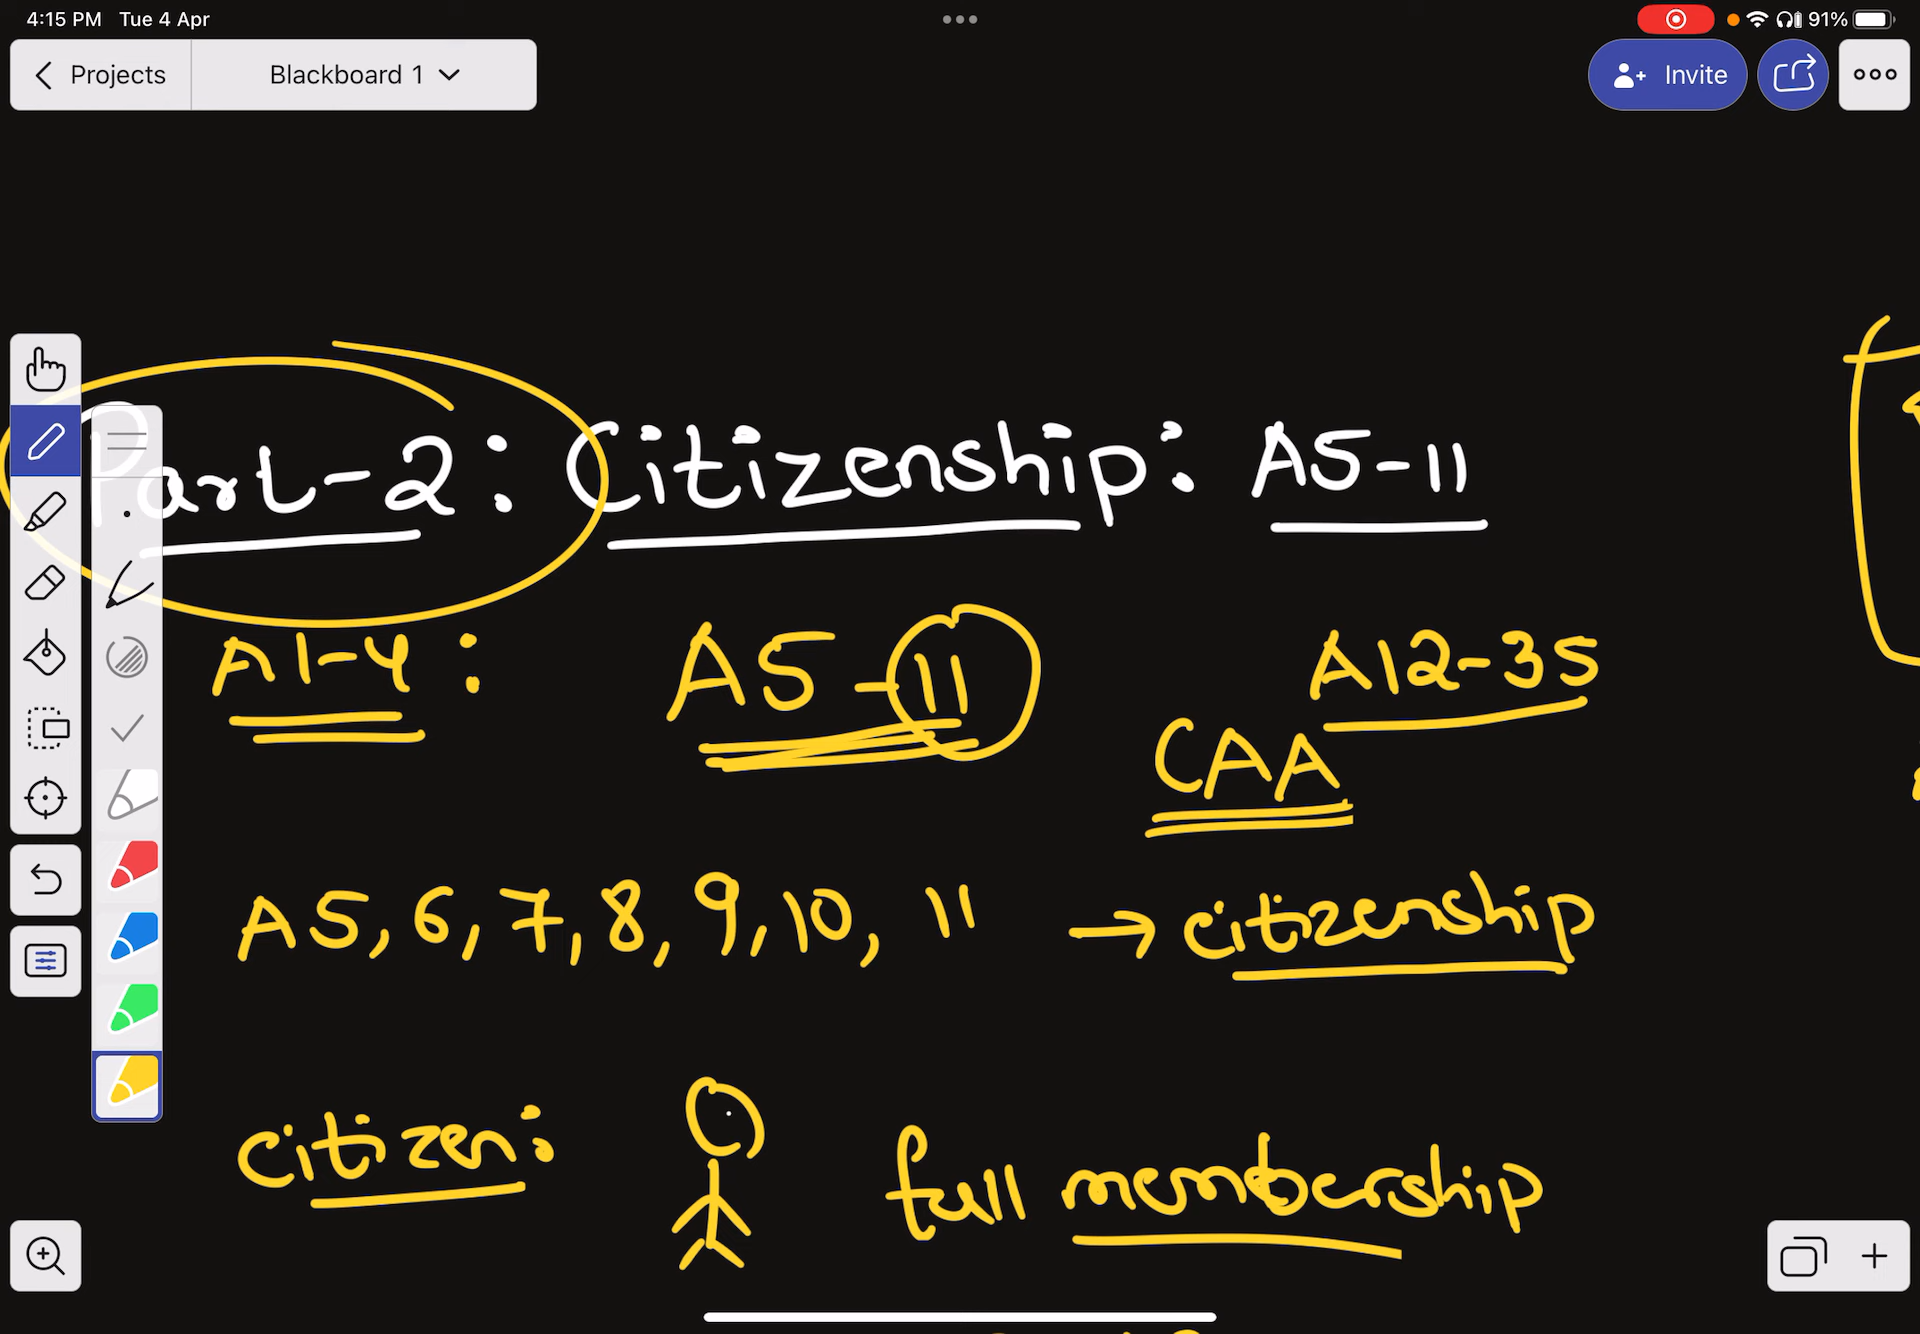 4:15 PM Tue 4 Apr 91%
Projects Blackboard 1 Invite
Part-2: Citizenship: A5-11
A1-4: A5-11 A12-35
CAA
A5, 6, 7, 8, 9, 10, 11 → citizenship
citizen: full membership